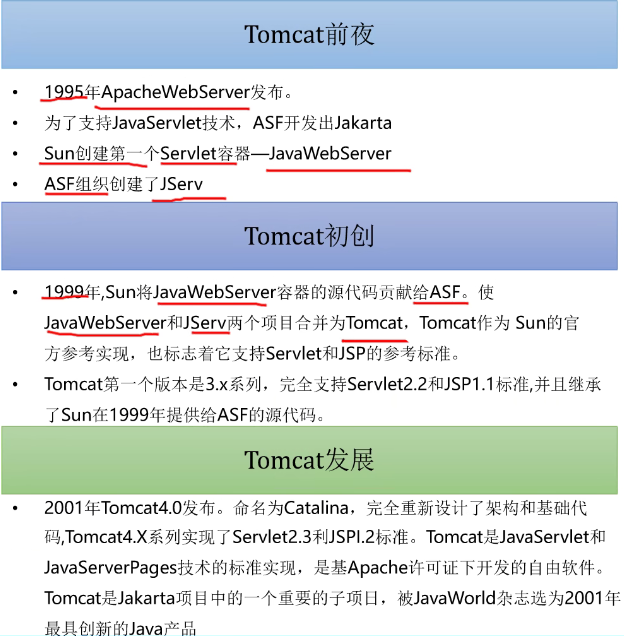 Tomcat前夜
• 1995年ApacheWebServer发布。
• 为了支持JavaServlet技术，ASF开发出Jakarta
• Sun创建第一个Servlet容器—JavaWebServer
• ASF组织创建了JServ
Tomcat初创
• 1999年,Sun将JavaWebServer容器的源代码贡献给ASF。使
JavaWebServer和JServ两个项目合并为Tomcat，Tomcat作为 Sun的官
方参考实现，也标志着它支持Servlet和JSP的参考标准。
• Tomcat第一个版本是3.x系列，完全支持Servlet2.2和JSP1.1标准,并且继承
了Sun在1999年提供给ASF的源代码。
Tomcat发展
• 2001年Tomcat4.0发布。命名为Catalina，完全重新设计了架构和基础代
码,Tomcat4.X系列实现了Servlet2.3利JSPI.2标准。Tomcat是JavaServlet和
JavaServerPages技术的标准实现，是基Apache许可证下开发的自由软件。
Tomcat是Jakarta项目中的一个重要的子项日，被JavaWorld杂志选为2001年
最具创新的Java产品